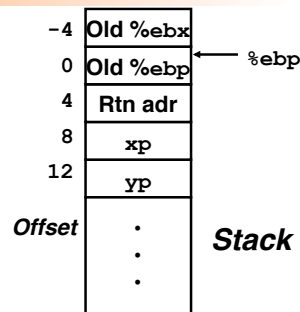 -4 Old %ebx
0 Old %ebp %ebp
4 Rtn adr
8 xp
12 yp
Offset
Stack